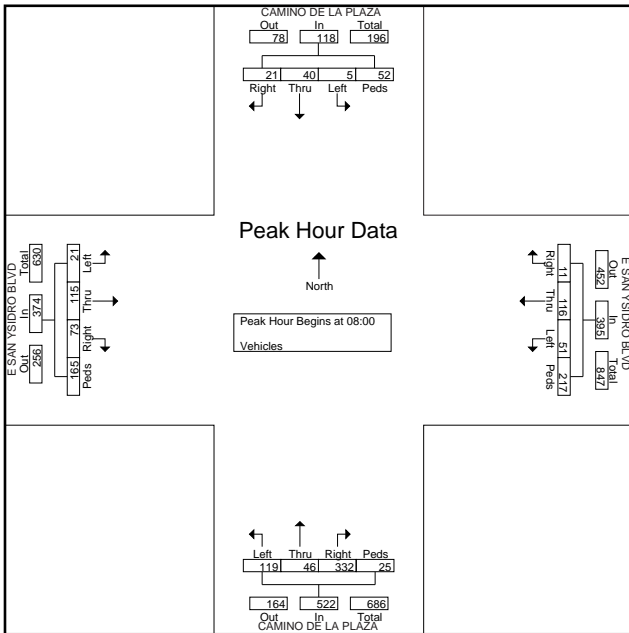 CAMINO DE LA PLAZA
Out In Total
78 118 196
21 40 5 52
Right Thru Left Peds
Peak Hour Data
North
Peak Hour Begins at 08:00
Vehicles
E SAN YSIDRO BLVD
Total In Out
630 374 256
21 115 73 165
Left Thru Right Peds
E SAN YSIDRO BLVD
Out In Total
452 395 847
11 116 51 217
Right Thru Left Peds
Left Thru Right Peds
119 46 332 25
164 522 686
Out In Total
CAMINO DE LA PLAZA